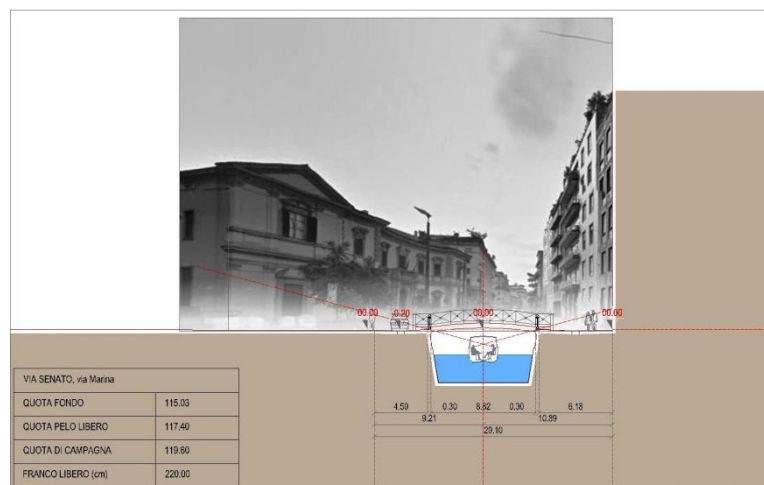 00.00 0.20 00.00 00.00
4.59 0.30 8.82 0.30 6.18
9.21 10.89
20.10
VIA SENATO, via Marina
QUOTA FONDO 115.03
QUOTA PELO LIBERO 117.40
QUOTA DI CAMPAGNA 119.60
FRANCO LIBERO (cm) 220.00